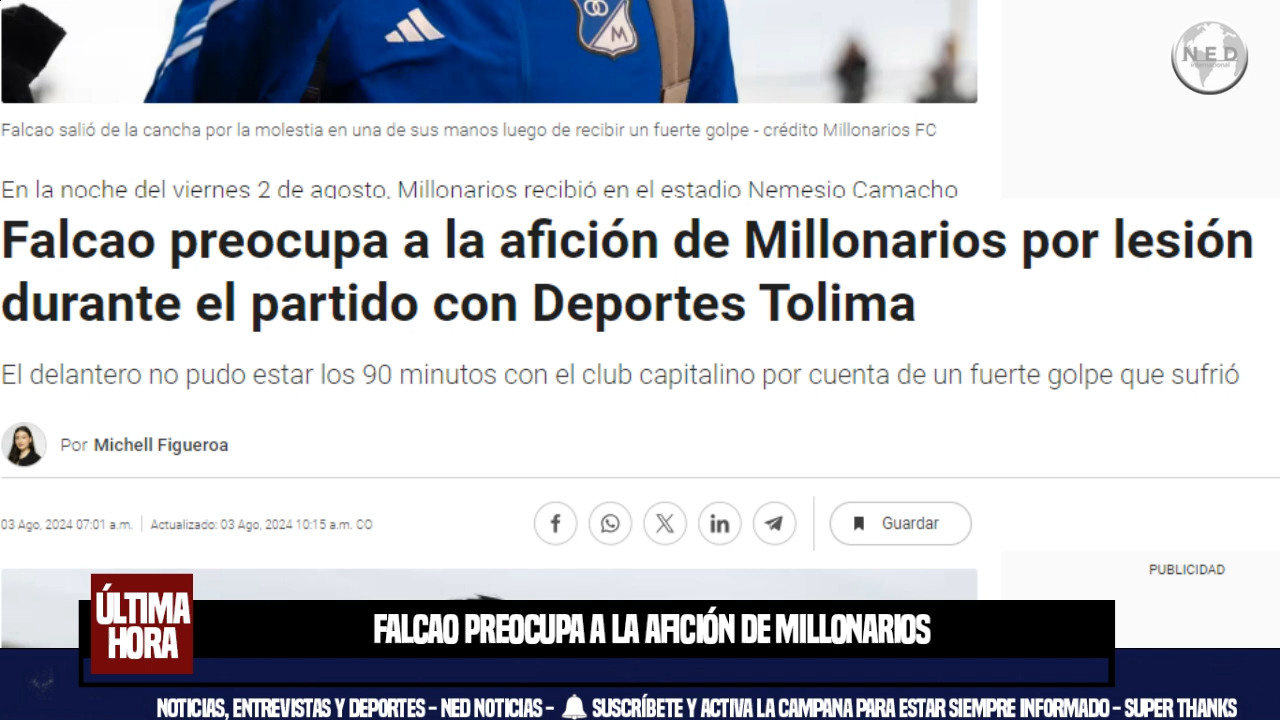 M
NED
international
Falcao salió de la cancha por la molestia en una de sus manos luego de recibir un fuerte golpe - crédito Millonarios FC
En la noche del viernes 2 de agosto, Millonarios recibió en el estadio Nemesio Camacho
Falcao preocupa a la afición de Millonarios por lesión
durante el partido con Deportes Tolima
El delantero no pudo estar los 90 minutos con el club capitalino por cuenta de un fuerte golpe que sufrió
Por Michell Figueroa
03 Ago, 2024 07:01 a.m. | Actualizado: 03 Ago, 2024 10:15 a.m. CO
Guardar
PUBLICIDAD
ÚLTIMA
HORA
FALCAO PREOCUPA A LA AFICIÓN DE MILLONARIOS
NOTICIAS, ENTREVISTAS Y DEPORTES - NED NOTICIAS - SUSCRÍBETE Y ACTIVA LA CAMPANA PARA ESTAR SIEMPRE INFORMADO - SUPER THANKS